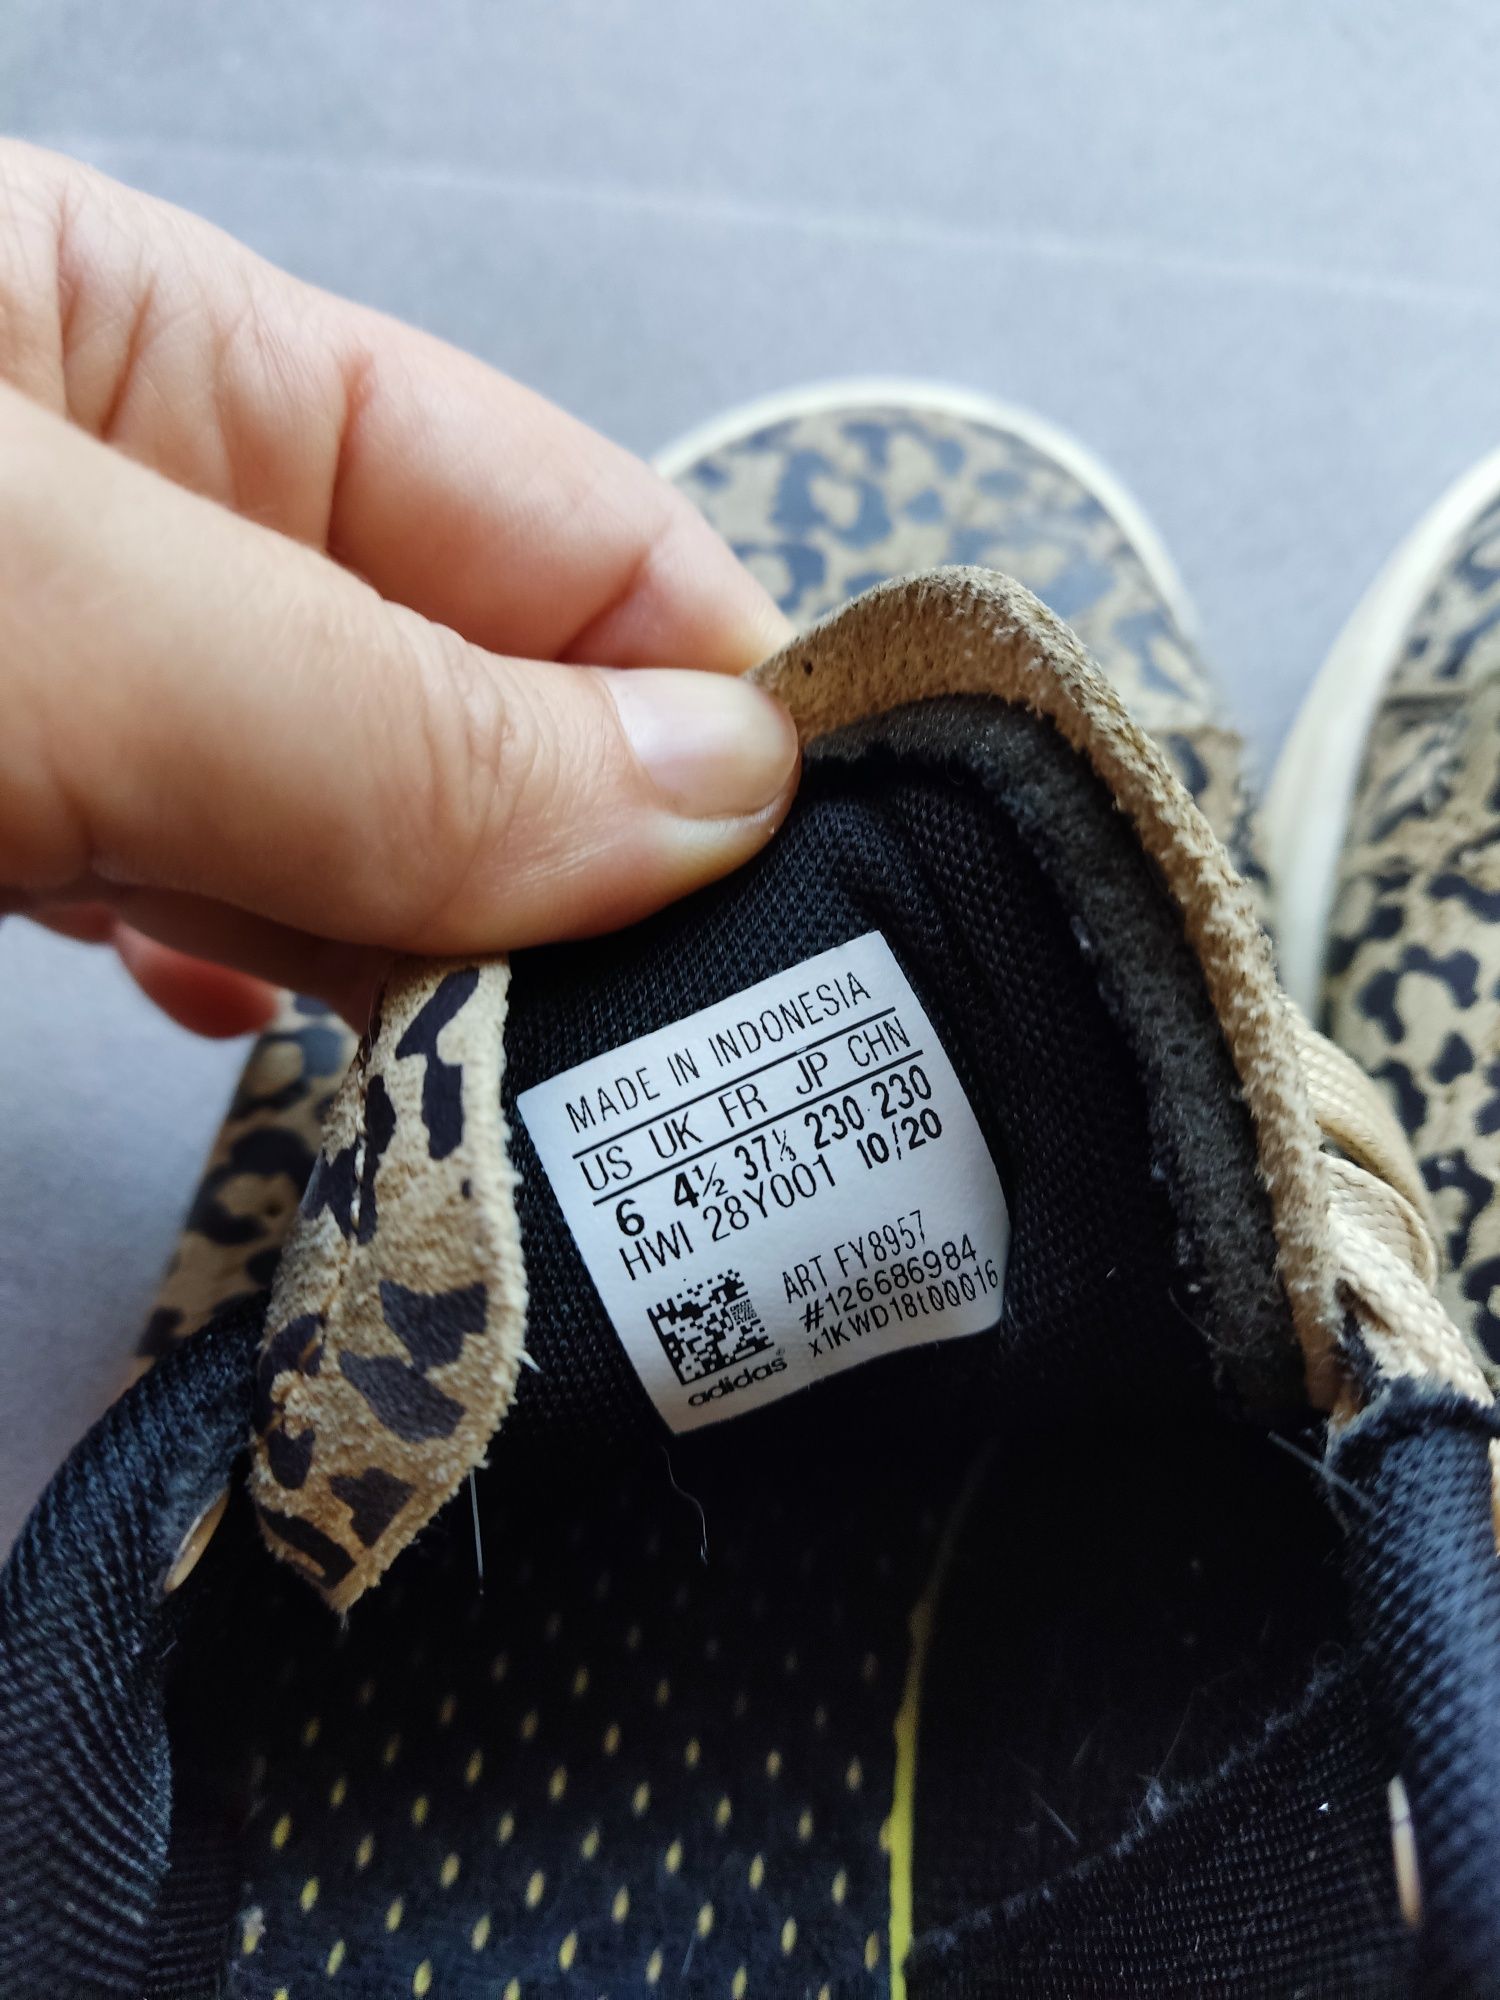 MADE IN INDONESIA
US UK FR JP CHN
6 4½ 37⅓ 230 230
HWI 28Y001 10/20
ART FY8957
#126686984
x1KWD18t00016
adidas®